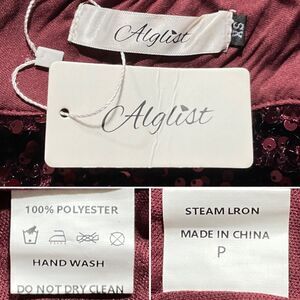 Alglist
XS
Alglist
100% POLYESTER
HAND WASH
DO NOT DRY CLEAN
STEAM LRON
MADE IN CHINA
P